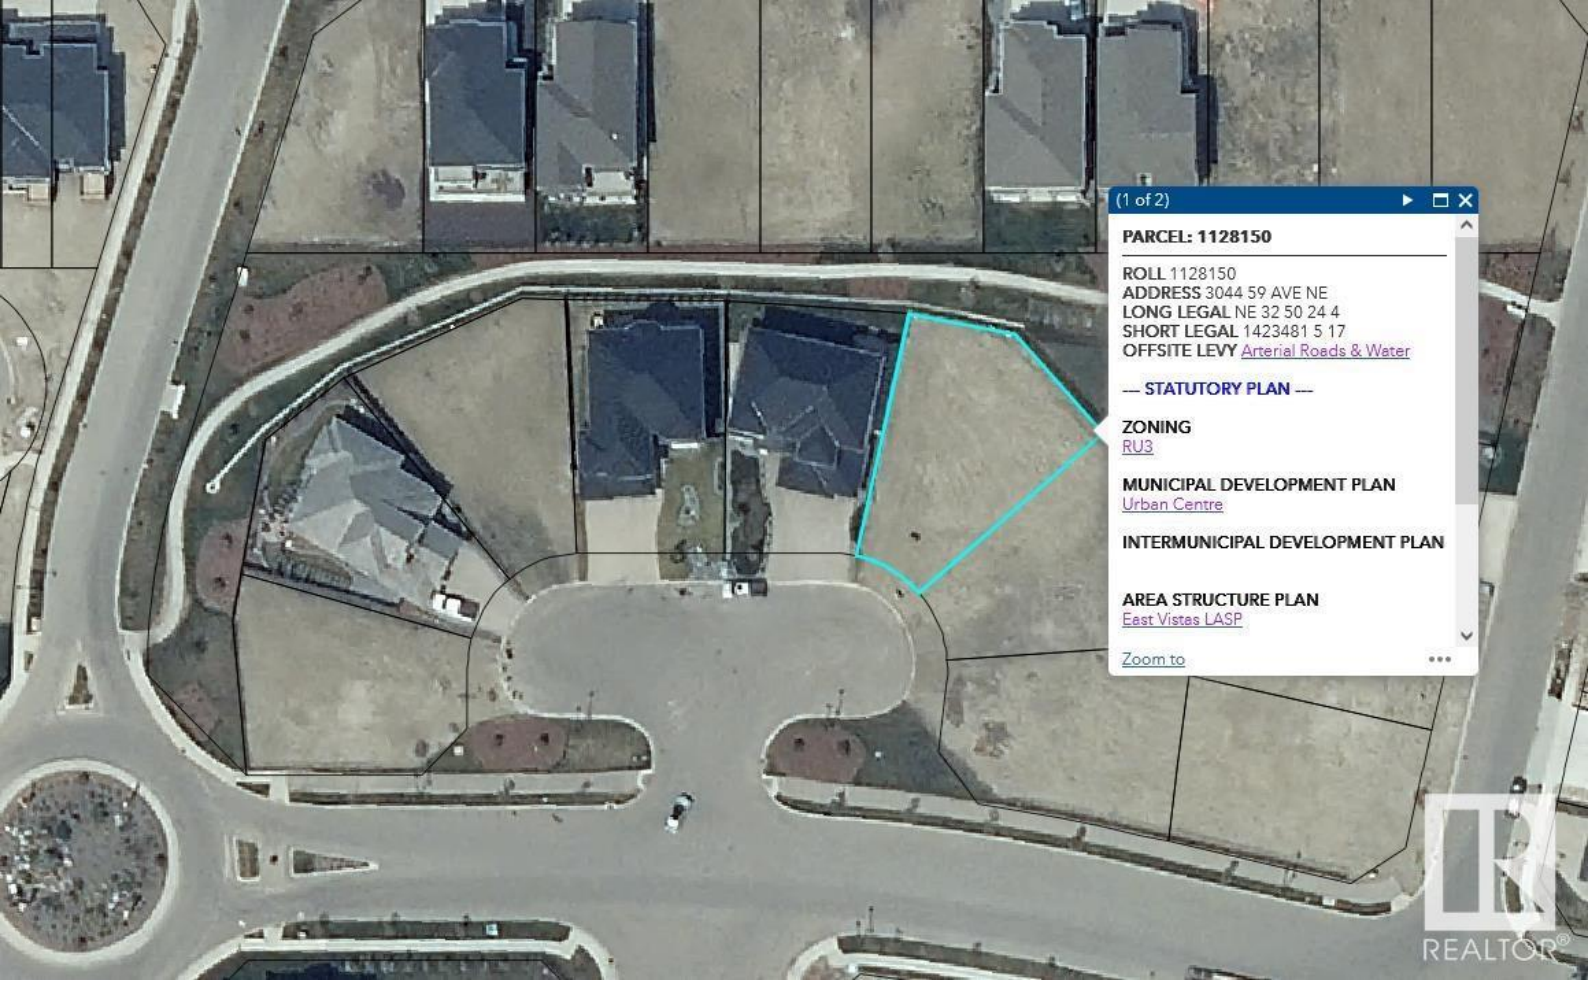 (1 of 2)
PARCEL: 1128150
ROLL 1128150
ADDRESS 3044 59 AVE NE
LONG LEGAL NE 32 50 24 4
SHORT LEGAL 1423481 5 17
OFFSITE LEVY Arterial Roads & Water
--- STATUTORY PLAN ---
ZONING
RU3
MUNICIPAL DEVELOPMENT PLAN
Urban Centre
INTERMUNICIPAL DEVELOPMENT PLAN
AREA STRUCTURE PLAN
East Vistas LASP
Zoom to
REALTOR®